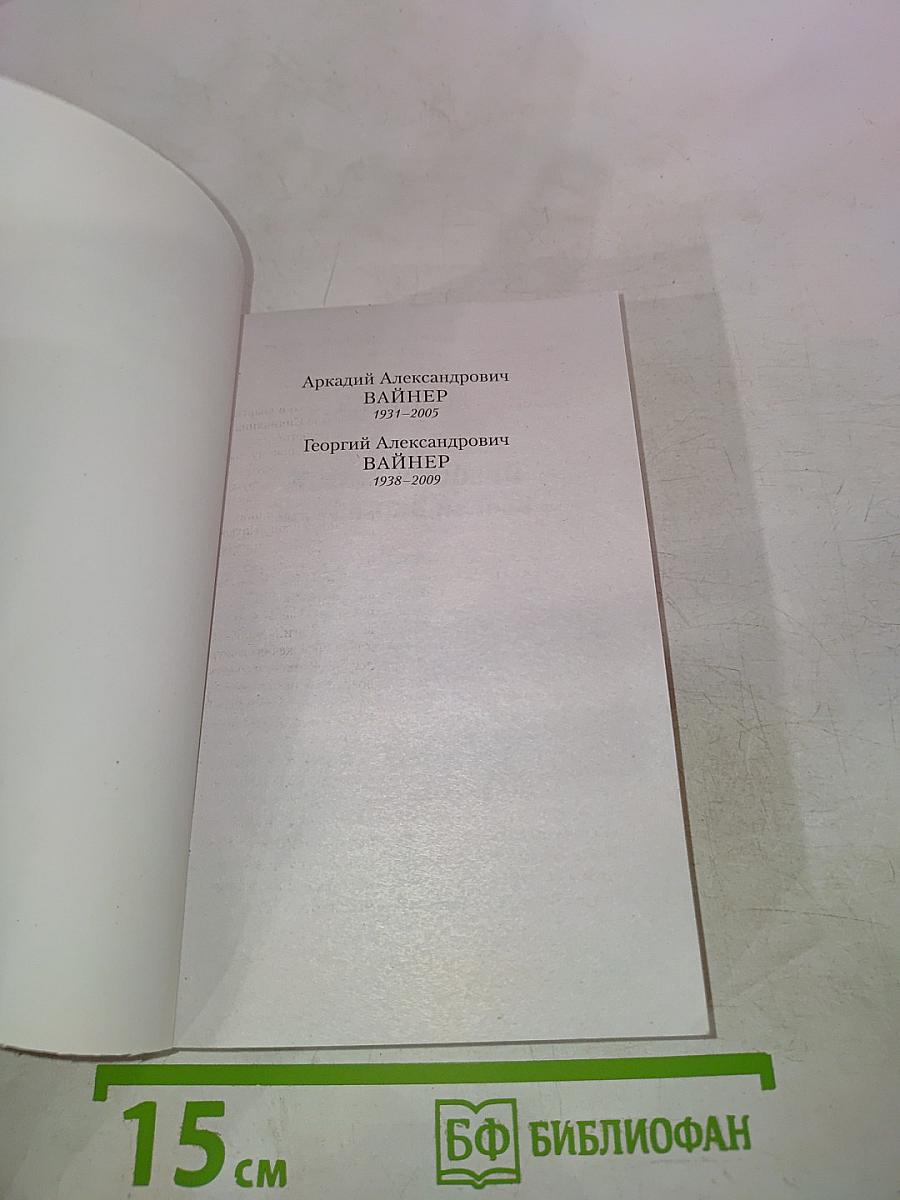 Аркадий Александрович
ВАЙНЕР
1931–2005
Георгий Александрович
ВАЙНЕР
1938–2009
15 см
БФ БИБЛИОФАН